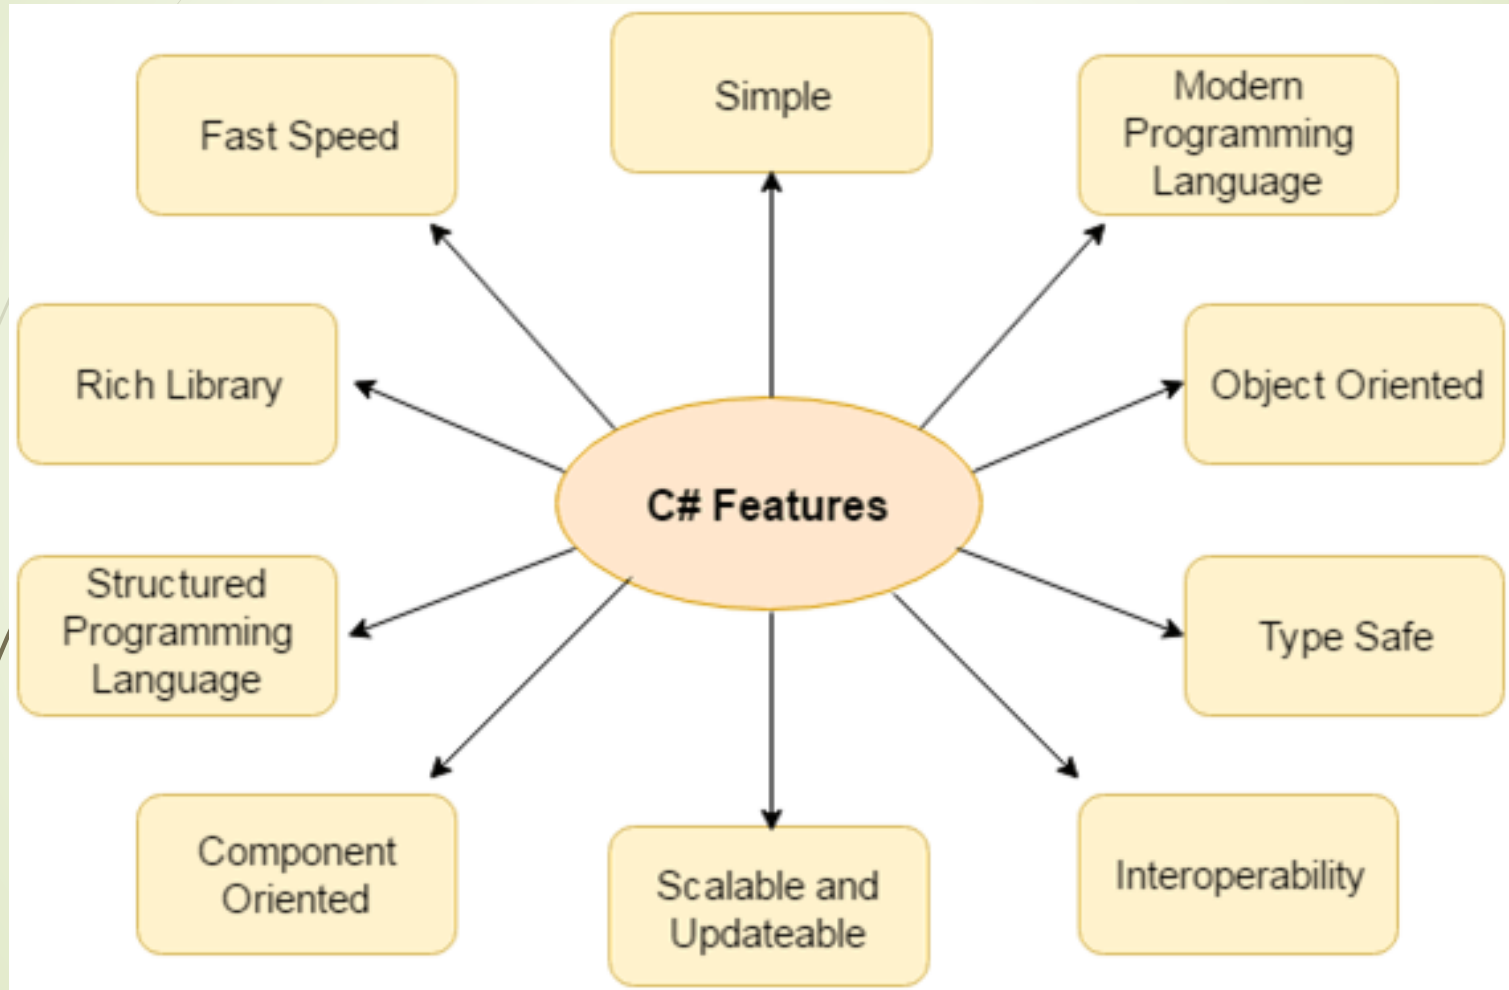 Simple
Fast Speed
Modern
Programming
Language
Rich Library
Object Oriented
C# Features
Structured
Programming
Language
Type Safe
Component
Oriented
Scalable and
Updateable
Interoperability